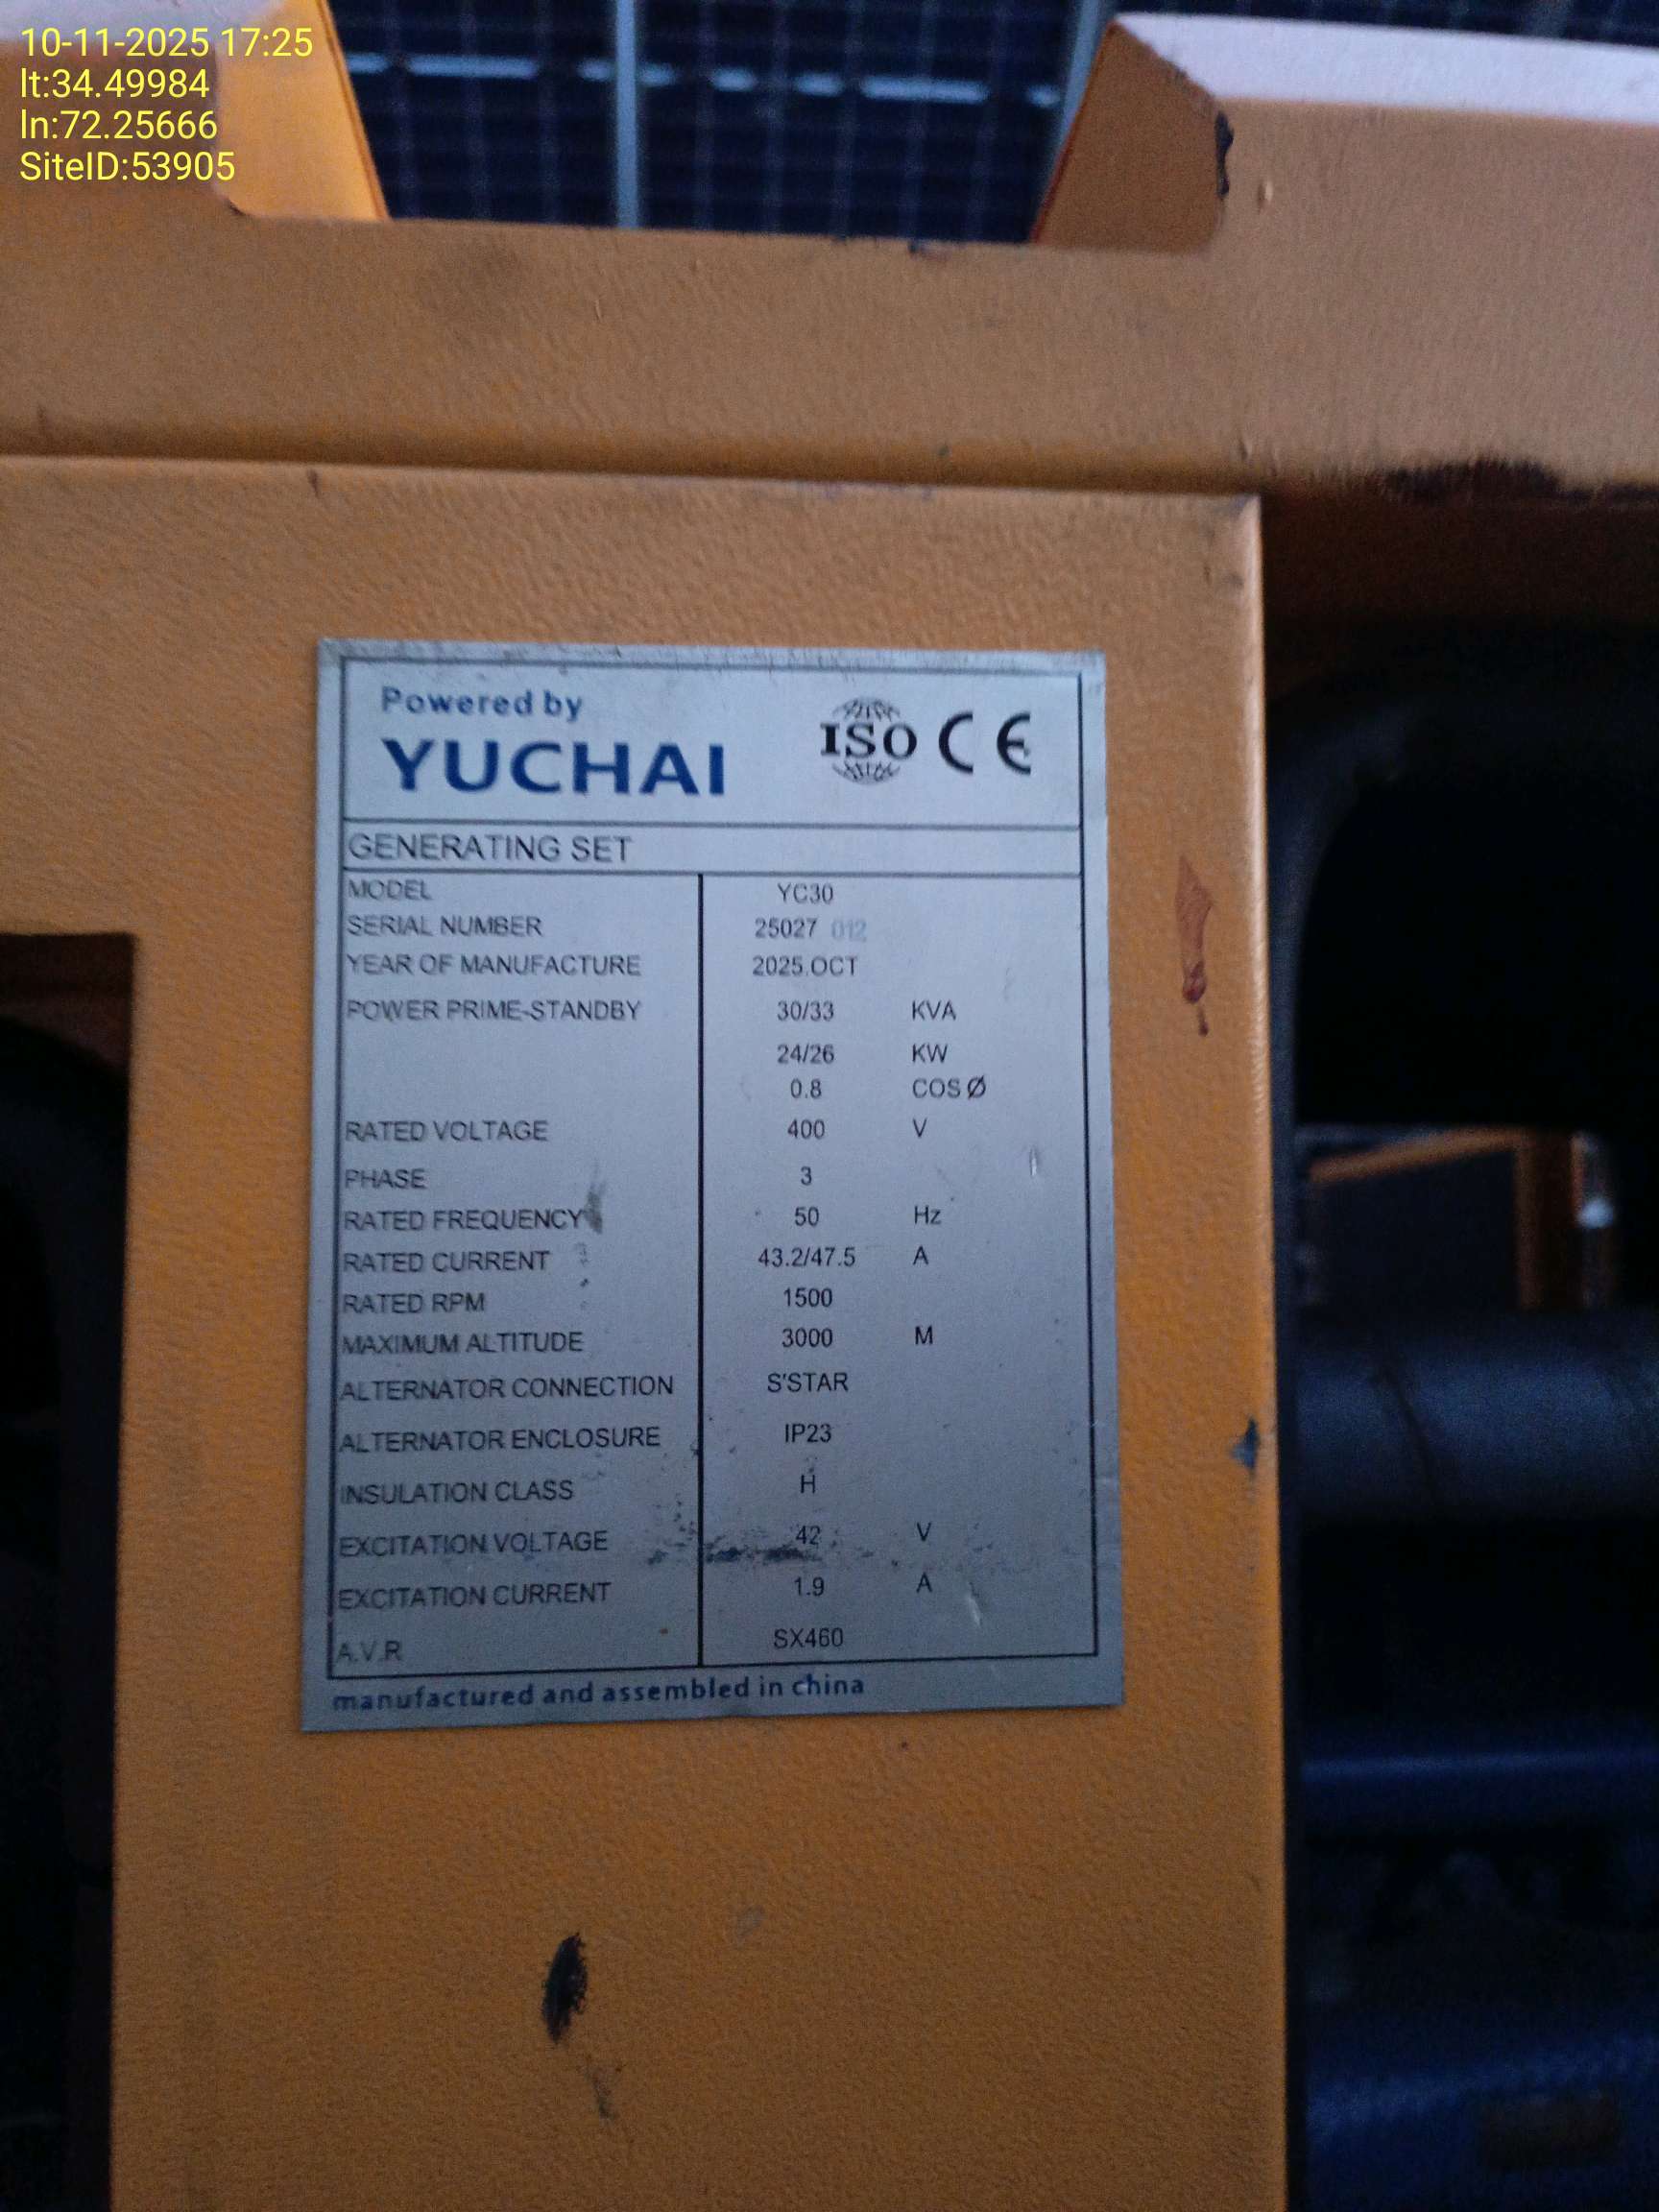 10-11-2025 17:25
lt:34.49984
ln:72.25666
SiteID:53905
Powered by
YUCHAI
ISO CE
GENERATING SET
MODEL YC30
SERIAL NUMBER 25027 012
YEAR OF MANUFACTURE 2025.OCT
POWER PRIME-STANDBY 30/33 KVA
24/26 KW
0.8 COS Ø
RATED VOLTAGE 400 V
PHASE 3
RATED FREQUENCY 50 Hz
RATED CURRENT 43.2/47.5 A
RATED RPM 1500
MAXIMUM ALTITUDE 3000 M
ALTERNATOR CONNECTION S'STAR
ALTERNATOR ENCLOSURE IP23
INSULATION CLASS H
EXCITATION VOLTAGE 42 V
EXCITATION CURRENT 1.9 A
A.V.R SX460
manufactured and assembled in china